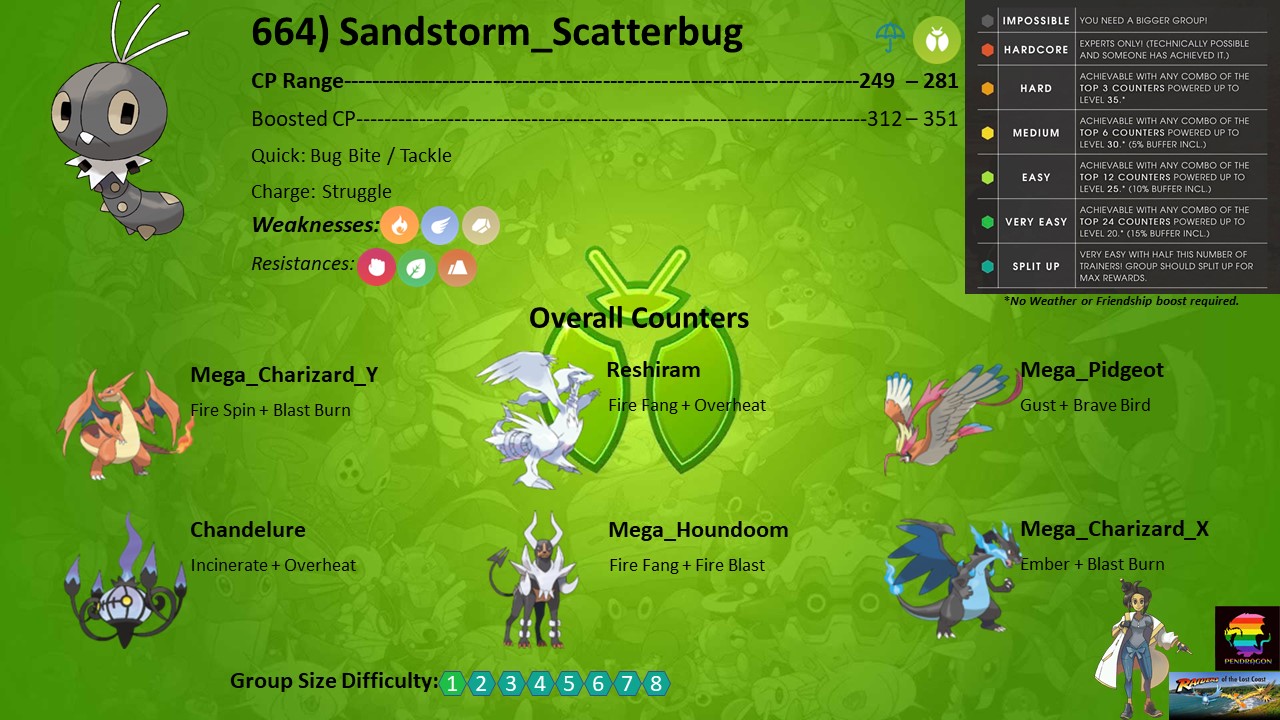 664) Sandstorm_Scatterbug
CP Range------------------------------------------------------------------------249 – 281
Boosted CP------------------------------------------------------------------------312 – 351
Quick: Bug Bite / Tackle
Charge: Struggle
Weaknesses:
Resistances:
IMPOSSIBLE YOU NEED A BIGGER GROUP!
HARDCORE EXPERTS ONLY! (TECHNICALLY POSSIBLE
AND SOMEONE HAS ACHIEVED IT.)
HARD ACHIEVABLE WITH ANY COMBO OF THE
TOP 3 COUNTERS POWERED UP TO
LEVEL 35.*
MEDIUM ACHIEVABLE WITH ANY COMBO OF THE
TOP 6 COUNTERS POWERED UP TO
LEVEL 30.* (5% BUFFER INCL.)
EASY ACHIEVABLE WITH ANY COMBO OF THE
TOP 12 COUNTERS POWERED UP TO
LEVEL 25.* (10% BUFFER INCL.)
VERY EASY ACHIEVABLE WITH ANY COMBO OF THE
TOP 24 COUNTERS POWERED UP TO
LEVEL 20.* (15% BUFFER INCL.)
SPLIT UP VERY EASY WITH HALF THIS NUMBER OF
TRAINERS! GROUP SHOULD SPLIT UP FOR
MAX REWARDS.
*No Weather or Friendship boost required.
Overall Counters
Mega_Charizard_Y
Fire Spin + Blast Burn
Reshiram
Fire Fang + Overheat
Mega_Pidgeot
Gust + Brave Bird
Chandelure
Incinerate + Overheat
Mega_Houndoom
Fire Fang + Fire Blast
Mega_Charizard_X
Ember + Blast Burn
Group Size Difficulty: 1 2 3 4 5 6 7 8
PENDRAGON
RAIDERS of the Lost Coast